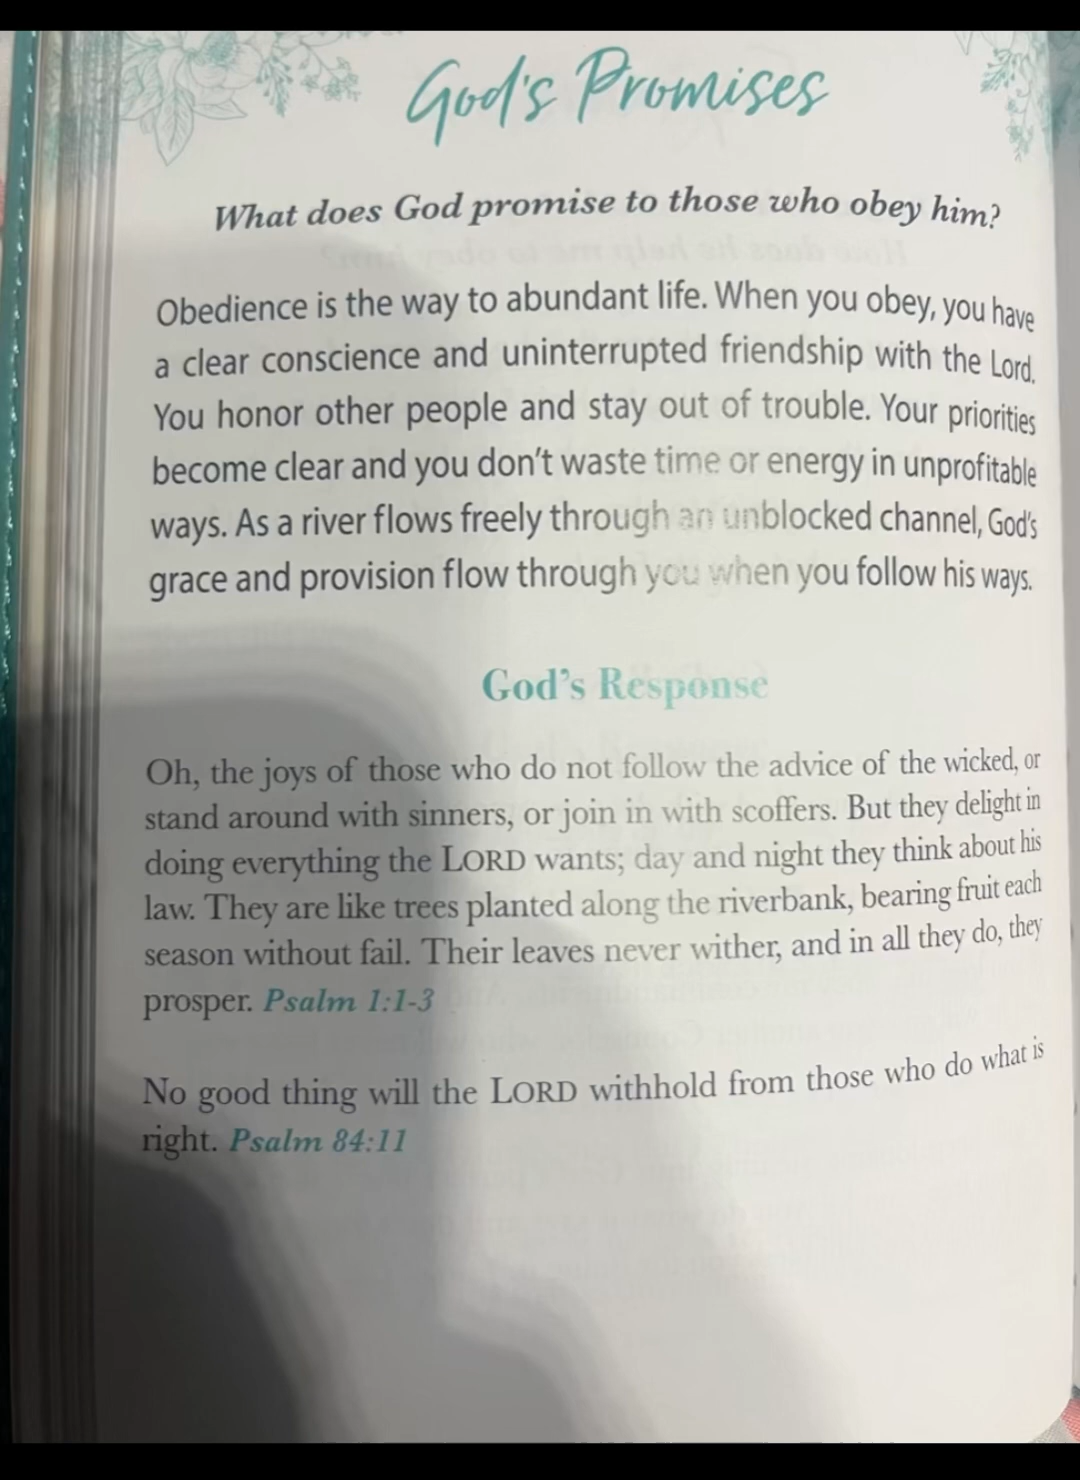 God's Promises
What does God promise to those who obey him?
Obedience is the way to abundant life. When you obey, you have
a clear conscience and uninterrupted friendship with the Lord.
You honor other people and stay out of trouble. Your priorities
become clear and you don't waste time or energy in unprofitable
ways. As a river flows freely through an unblocked channel, God's
grace and provision flow through you when you follow his ways.
God's Response
Oh, the joys of those who do not follow the advice of the wicked, or
stand around with sinners, or join in with scoffers. But they delight in
doing everything the LORD wants; day and night they think about his
law. They are like trees planted along the riverbank, bearing fruit each
season without fail. Their leaves never wither, and in all they do, they
prosper. Psalm 1:1-3
No good thing will the LORD withhold from those who do what is
right. Psalm 84:11